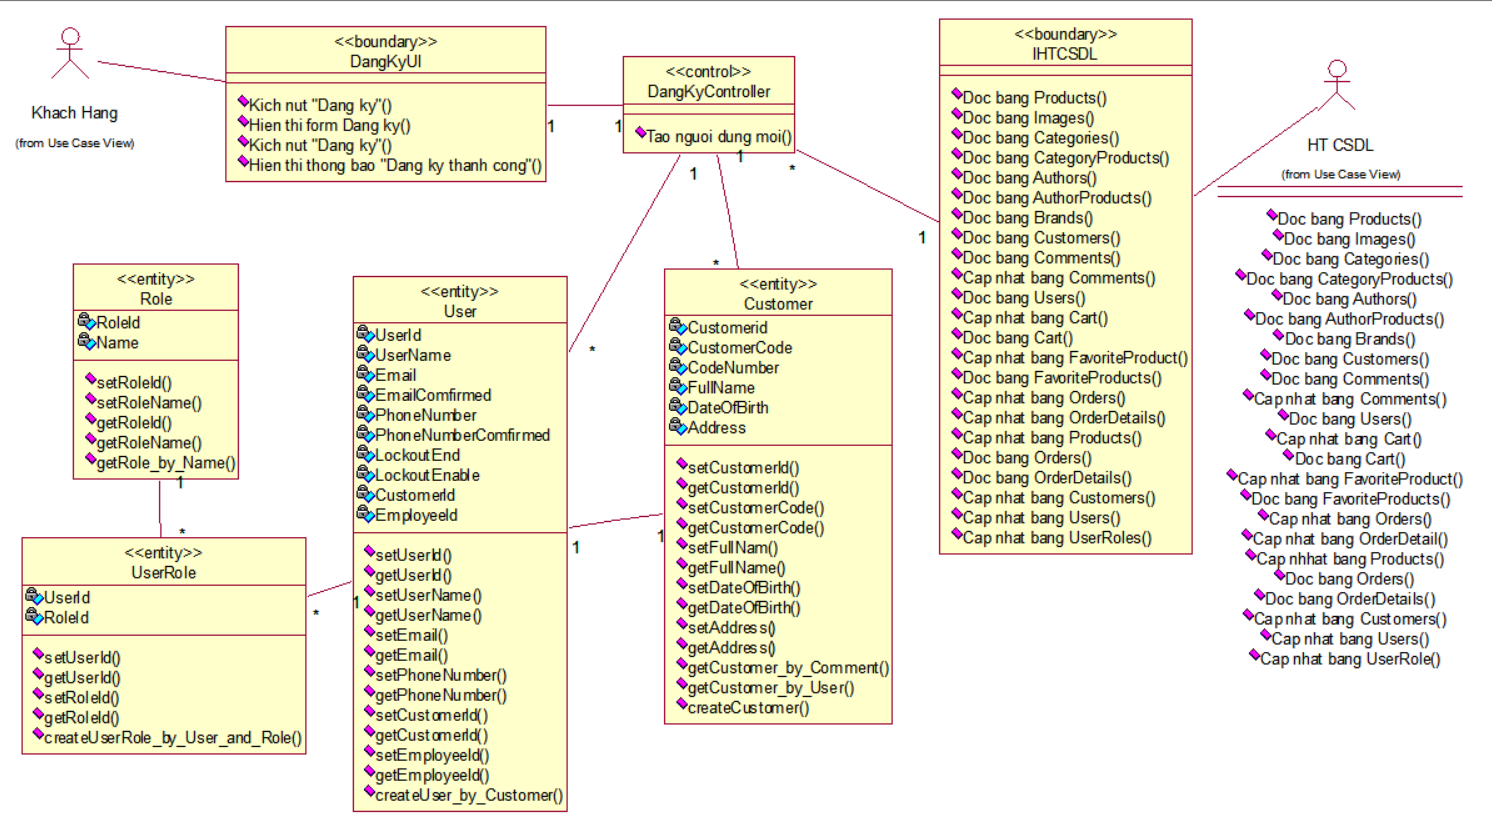 Khach Hang
(from Use Case View)
<<boundary>>
DangKyUI
Kich nut "Dang ky"()
Hien thi form Dang ky()
Kich nut "Dang ky"()
Hien thi thong bao "Dang ky thanh cong"()
1
1
<<control>>
DangKyController
Tao nguoi dung moi()
1
1
*
<<boundary>>
IHTCSDL
Doc bang Products()
Doc bang Images()
Doc bang Categories()
Doc bang CategoryProducts()
Doc bang Authors()
Doc bang AuthorProducts()
Doc bang Brands()
Doc bang Customers()
Doc bang Comments()
Cap nhat bang Comments()
Doc bang Users()
Cap nhat bang Cart()
Doc bang Cart()
Cap nhat bang FavoriteProduct()
Doc bang FavoriteProducts()
Cap nhat bang Orders()
Cap nhat bang OrderDetails()
Cap nhat bang Products()
Doc bang Orders()
Doc bang OrderDetails()
Cap nhat bang Customers()
Cap nhat bang Users()
Cap nhat bang UserRoles()
1
HT CSDL
(from Use Case View)
Doc bang Products()
Doc bang Images()
Doc bang Categories()
Doc bang CategoryProducts()
Doc bang Authors()
Doc bang AuthorProducts()
Doc bang Brands()
Doc bang Customers()
Doc bang Comments()
Cap nhat bang Comments()
Doc bang Users()
Cap nhat bang Cart()
Doc bang Cart()
Cap nhat bang FavoriteProduct()
Doc bang FavoriteProducts()
Cap nhat bang Orders()
Cap nhat bang OrderDetail()
Cap nhhat bang Products()
Doc bang Orders()
Doc bang OrderDetails()
Cap nhat bang Customers()
Cap nhat bang Users()
Cap nhat bang UserRole()
<<entity>>
Role
RoleId
Name
setRoleId()
setRoleName()
getRoleId()
getRoleName()
getRole_by_Name()
1
*
<<entity>>
UserRole
UserId
RoleId
setUserId()
getUserId()
setRoleId()
getRoleId()
createUserRole_by_User_and_Role()
*
1
<<entity>>
User
UserId
UserName
Email
EmailComfirmed
PhoneNumber
PhoneNumberComfirmed
LockoutEnd
LockoutEnable
CustomerId
EmployeeId
setUserId()
getUserId()
setUserName()
getUserName()
setEmail()
getEmail()
setPhoneNumber()
getPhoneNumber()
setCustomerId()
getCustomerId()
setEmployeeId()
getEmployeeId()
createUser_by_Customer()
*
1
1
*
<<entity>>
Customer
Customerid
CustomerCode
CodeNumber
FullName
DateOfBirth
Address
setCustomerId()
getCustomerId()
setCustomerCode()
getCustomerCode()
setFullNam()
getFullName()
setDateOfBirth()
getDateOfBirth()
setAddress()
getAddress()
getCustomer_by_Comment()
getCustomer_by_User()
createCustomer()